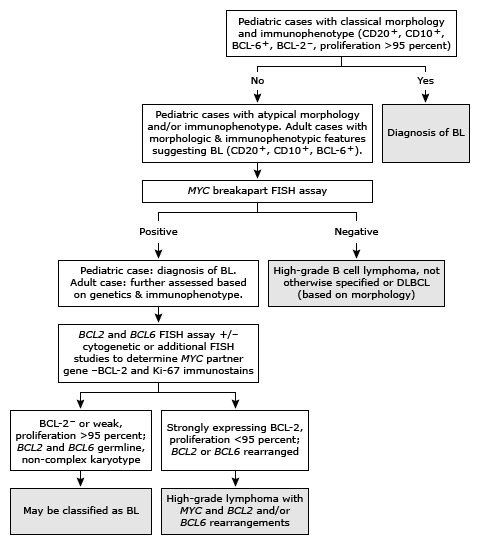 Pediatric cases with classical morphology
and immunophenotype (CD20⁺, CD10⁺,
BCL-6⁺, BCL-2⁻, proliferation >95 percent)
No
Yes
Pediatric cases with atypical morphology
and/or immunophenotype. Adult cases with
morphologic & immunophenotypic features
suggesting BL (CD20⁺, CD10⁺, BCL-6⁺).
Diagnosis of BL
MYC breakapart FISH assay
Positive
Negative
Pediatric case: diagnosis of BL.
Adult case: further assessed based
on genetics & immunophenotype.
High-grade B cell lymphoma, not
otherwise specified or DLBCL
(based on morphology)
BCL2 and BCL6 FISH assay +/–
cytogenetic or additional FISH
studies to determine MYC partner
gene –BCL-2 and Ki-67 immunostains
BCL-2⁻ or weak,
proliferation >95 percent;
BCL2 and BCL6 germline,
non-complex karyotype
Strongly expressing BCL-2,
proliferation <95 percent;
BCL2 or BCL6 rearranged
May be classified as BL
High-grade lymphoma with
MYC and BCL2 and/or
BCL6 rearrangements